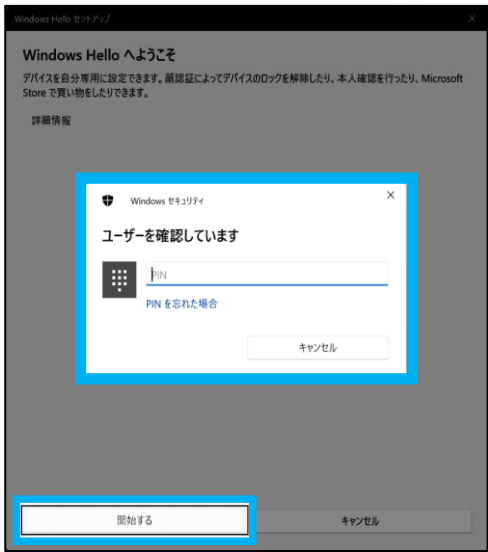 Windows Hello セットアップ
Windows Hello へようこそ
デバイスを自分専用に設定できます。顔認証によってデバイスのロックを解除したり、本人確認を行ったり、Microsoft
Store で買い物をしたりできます。
詳細情報
Windows セキュリティ
ユーザーを確認しています
PIN
PIN を忘れた場合
キャンセル
開始する
キャンセル